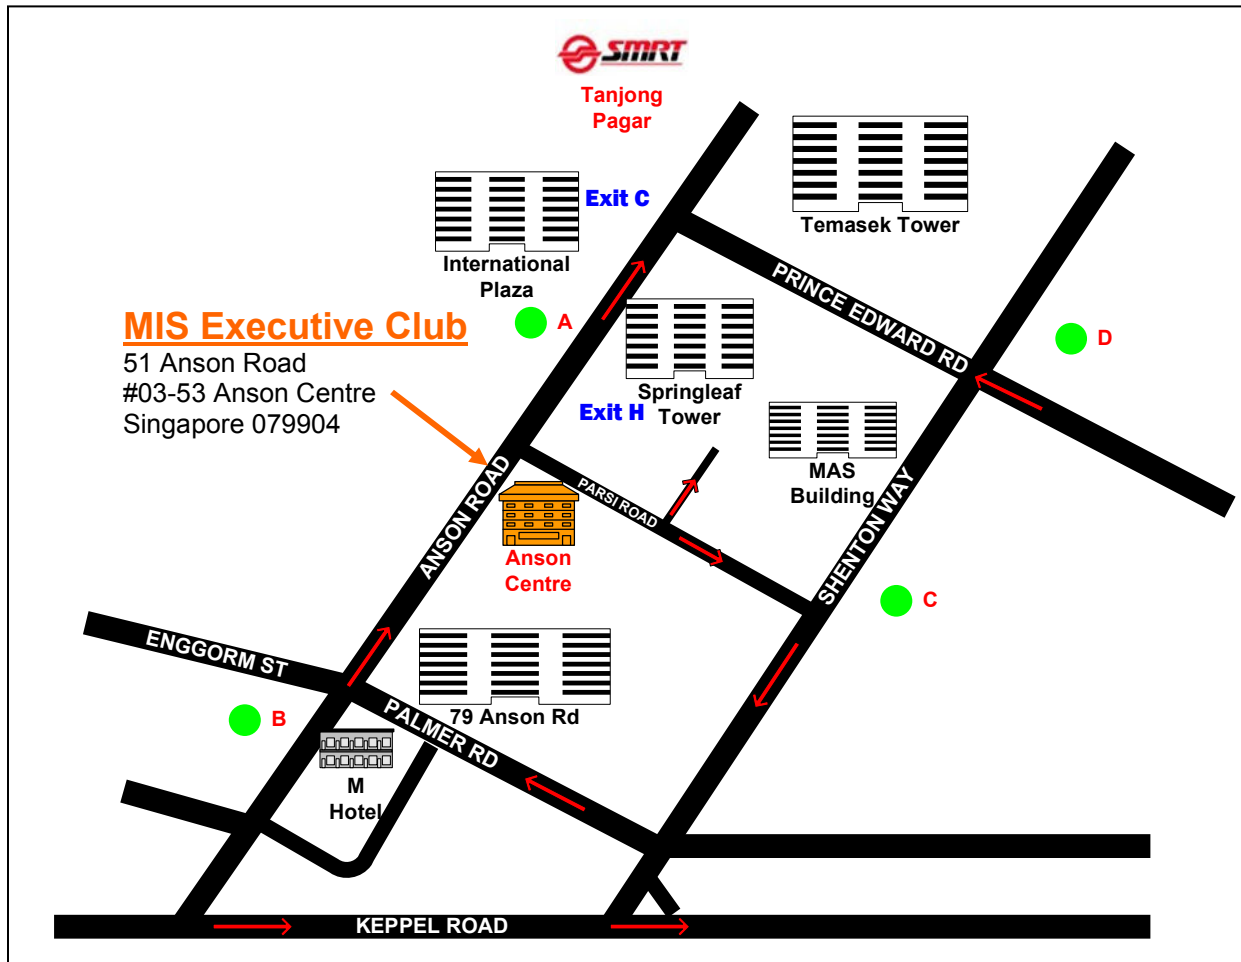 SMRT
Tanjong
Pagar
Temasek Tower
Exit C
International
Plaza
PRINCE EDWARD RD
MIS Executive Club
51 Anson Road
#03-53 Anson Centre
Singapore 079904
A
D
Springleaf
Tower
Exit H
MAS
Building
ANSON ROAD
PARSI ROAD
SHENTON WAY
Anson
Centre
C
ENGGORM ST
79 Anson Rd
B
PALMER RD
M
Hotel
KEPPEL ROAD